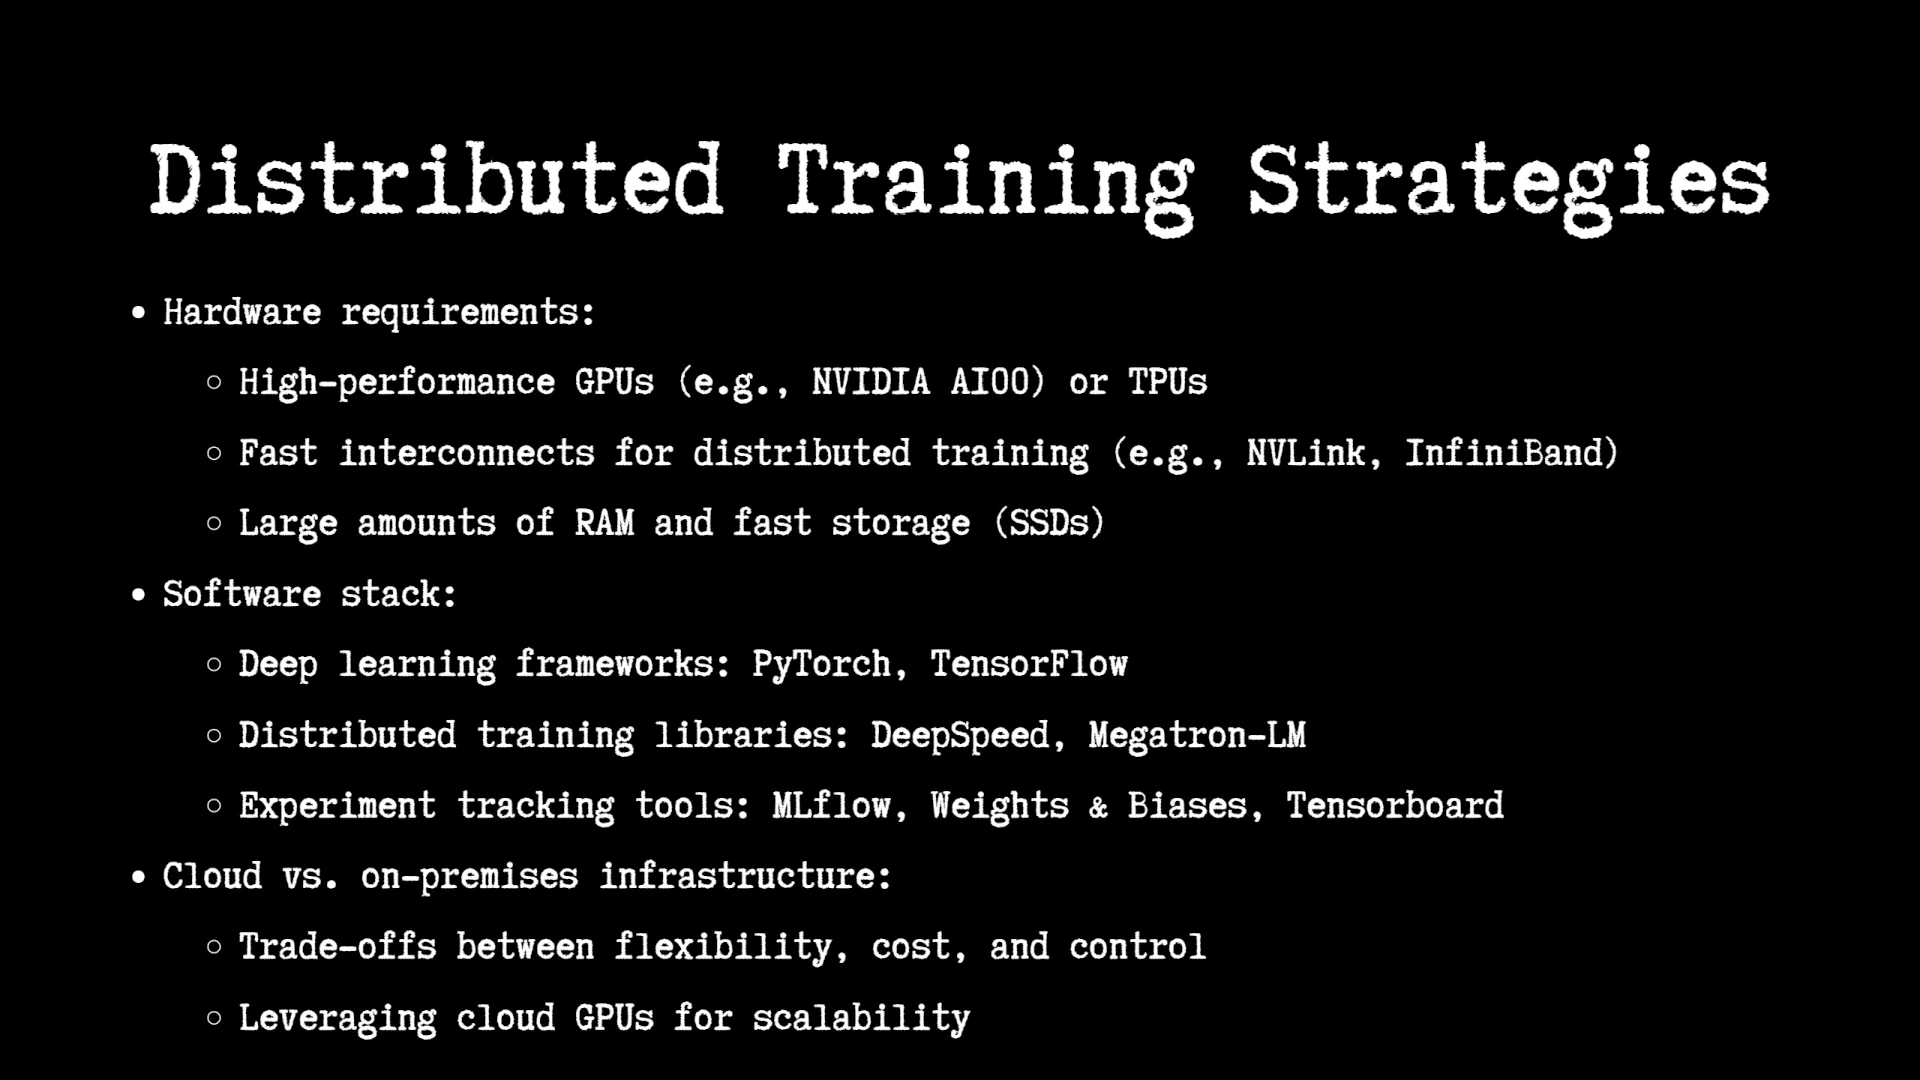 Distributed Training Strategies
• Hardware requirements:
○ High-performance GPUs (e.g., NVIDIA A100) or TPUs
○ Fast interconnects for distributed training (e.g., NVLink, InfiniBand)
○ Large amounts of RAM and fast storage (SSDs)
• Software stack:
○ Deep learning frameworks: PyTorch, TensorFlow
○ Distributed training libraries: DeepSpeed, Megatron-LM
○ Experiment tracking tools: MLflow, Weights & Biases, Tensorboard
• Cloud vs. on-premises infrastructure:
○ Trade-offs between flexibility, cost, and control
○ Leveraging cloud GPUs for scalability